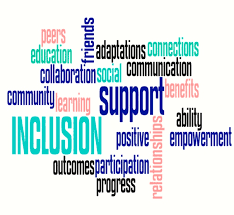 peers
friends
education
adaptations
connections
collaboration
social
communication
benefits
community
learning
support
ability
INCLUSION
positive
relationships
empowerment
outcomes
participation
progress